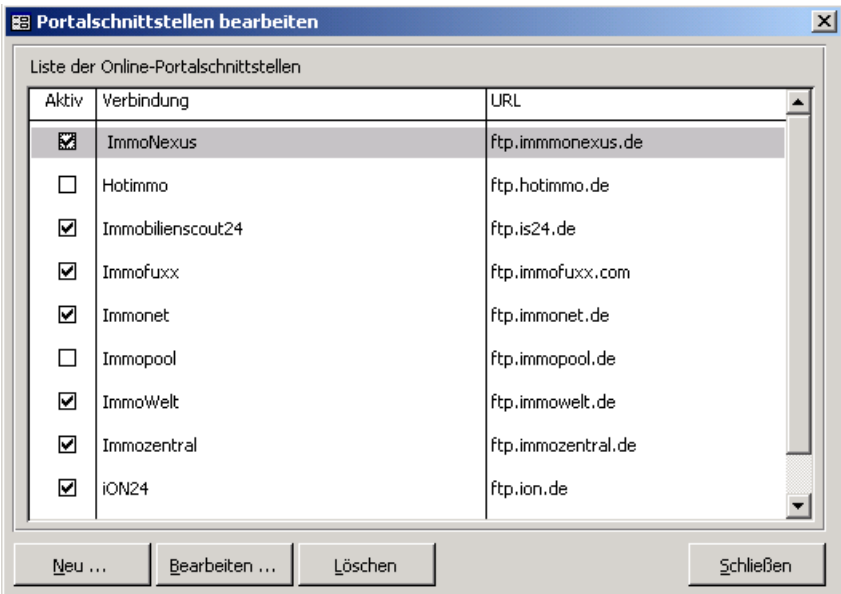 Portalschnittstellen bearbeiten
Liste der Online-Portalschnittstellen
Aktiv Verbindung URL
ImmoNexus ftp.immmonexus.de
Hotimmo ftp.hotimmo.de
Immobilienscout24 ftp.is24.de
Immofuxx ftp.immofuxx.com
Immonet ftp.immonet.de
Immopool ftp.immopool.de
ImmoWelt ftp.immowelt.de
Immozentral ftp.immozentral.de
iON24 ftp.ion.de
Neu ... Bearbeiten ... Löschen Schließen